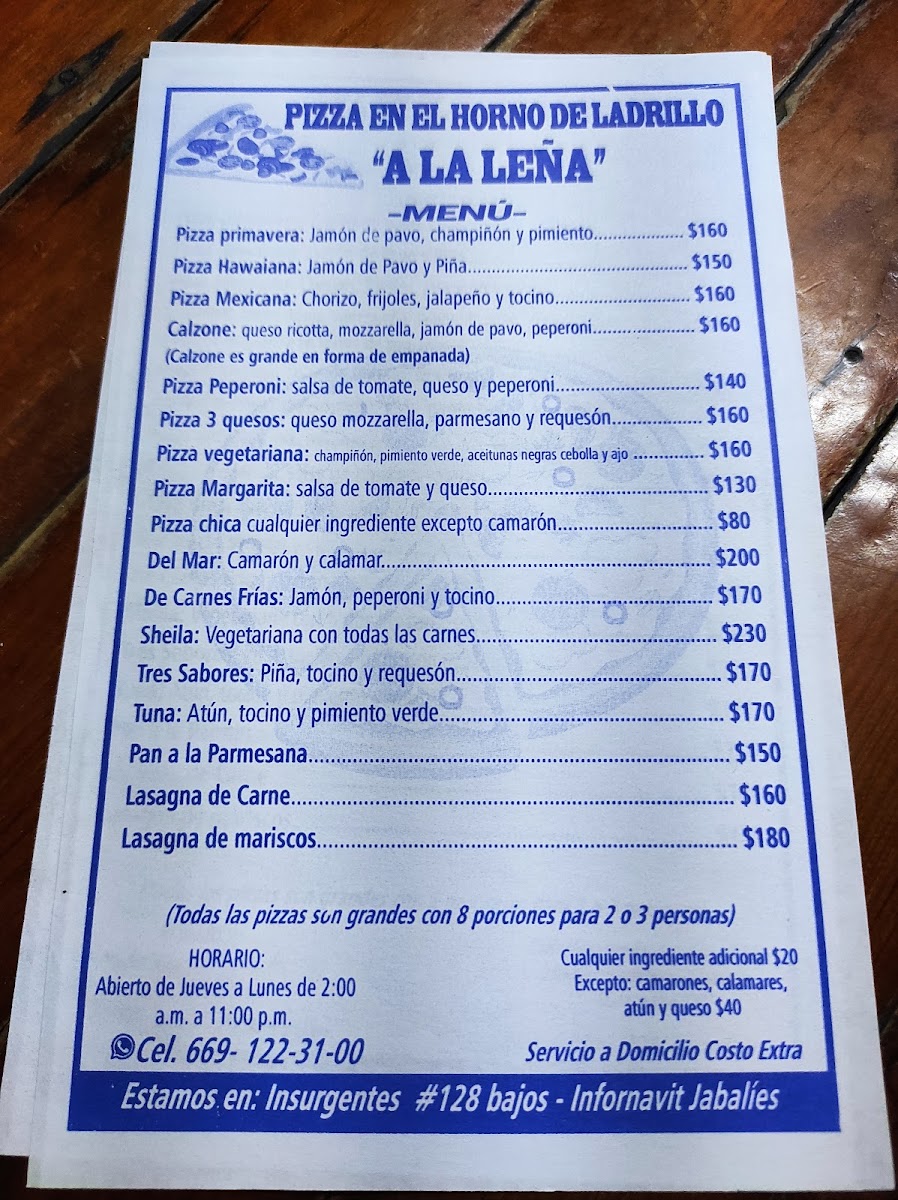 PIZZA EN EL HORNO DE LADRILLO
"A LA LEÑA"
-MENÚ-
Pizza primavera: Jamón de pavo, champiñón y pimiento.................. $160
Pizza Hawaiana: Jamón de Pavo y Piña............................................ $150
Pizza Mexicana: Chorizo, frijoles, jalapeño y tocino........................... $160
Calzone: queso ricotta, mozzarella, jamón de pavo, peperoni.................... $160
(Calzone es grande en forma de empanada)
Pizza Peperoni: salsa de tomate, queso y peperoni............................. $140
Pizza 3 quesos: queso mozzarella, parmesano y requesón.................. $160
Pizza vegetariana: champiñón, pimiento verde, aceitunas negras cebolla y ajo .............. $160
Pizza Margarita: salsa de tomate y queso............................................ $130
Pizza chica cualquier ingrediente excepto camarón............................... $80
Del Mar: Camarón y calamar................................................................ $200
De Carnes Frías: Jamón, peperoni y tocino........................................... $170
Sheila: Vegetariana con todas las carnes............................................... $230
Tres Sabores: Piña, tocino y requesón.................................................... $170
Tuna: Atún, tocino y pimiento verde....................................................... $170
Pan a la Parmesana................................................................................ $150
Lasagna de Carne.................................................................................... $160
Lasagna de mariscos................................................................................ $180
(Todas las pizzas son grandes con 8 porciones para 2 o 3 personas)
HORARIO:
Abierto de Jueves a Lunes de 2:00
a.m. a 11:00 p.m.
Cel. 669- 122-31-00
Cualquier ingrediente adicional $20
Excepto: camarones, calamares,
atún y queso $40
Servicio a Domicilio Costo Extra
Estamos en: Insurgentes #128 bajos - Infornavit Jabalíes